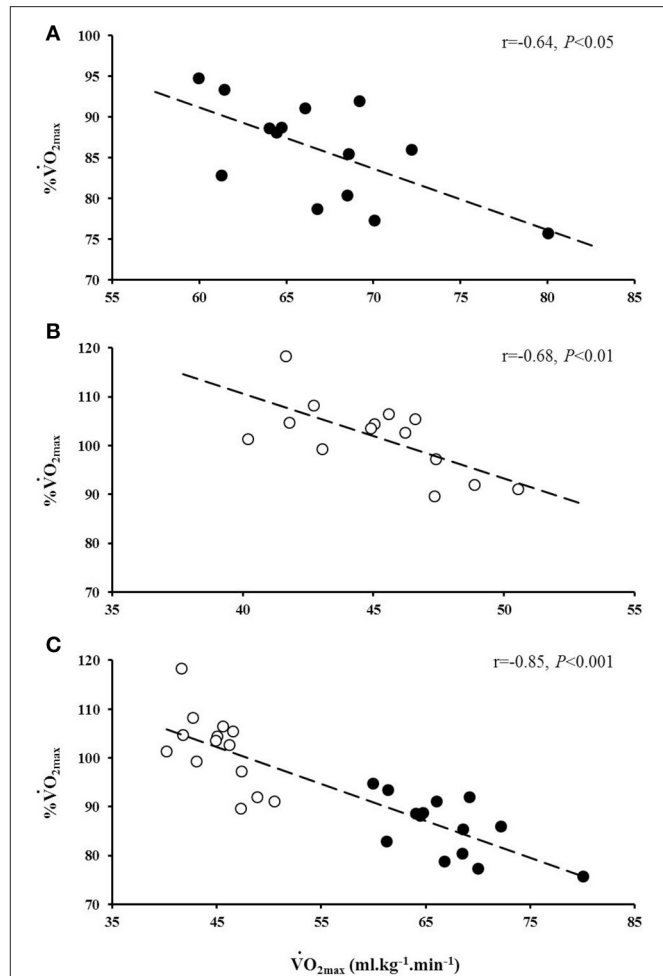 A
r=-0.64, P<0.05
100
95
90
85
80
75
70
%V̇O₂max
55 60 65 70 75 80 85
B
r=-0.68, P<0.01
120
110
100
90
80
70
%V̇O₂max
35 40 45 50 55
C
r=-0.85, P<0.001
120
110
100
90
80
70
%V̇O₂max
35 45 55 65 75 85
V̇O₂max (ml.kg⁻¹.min⁻¹)